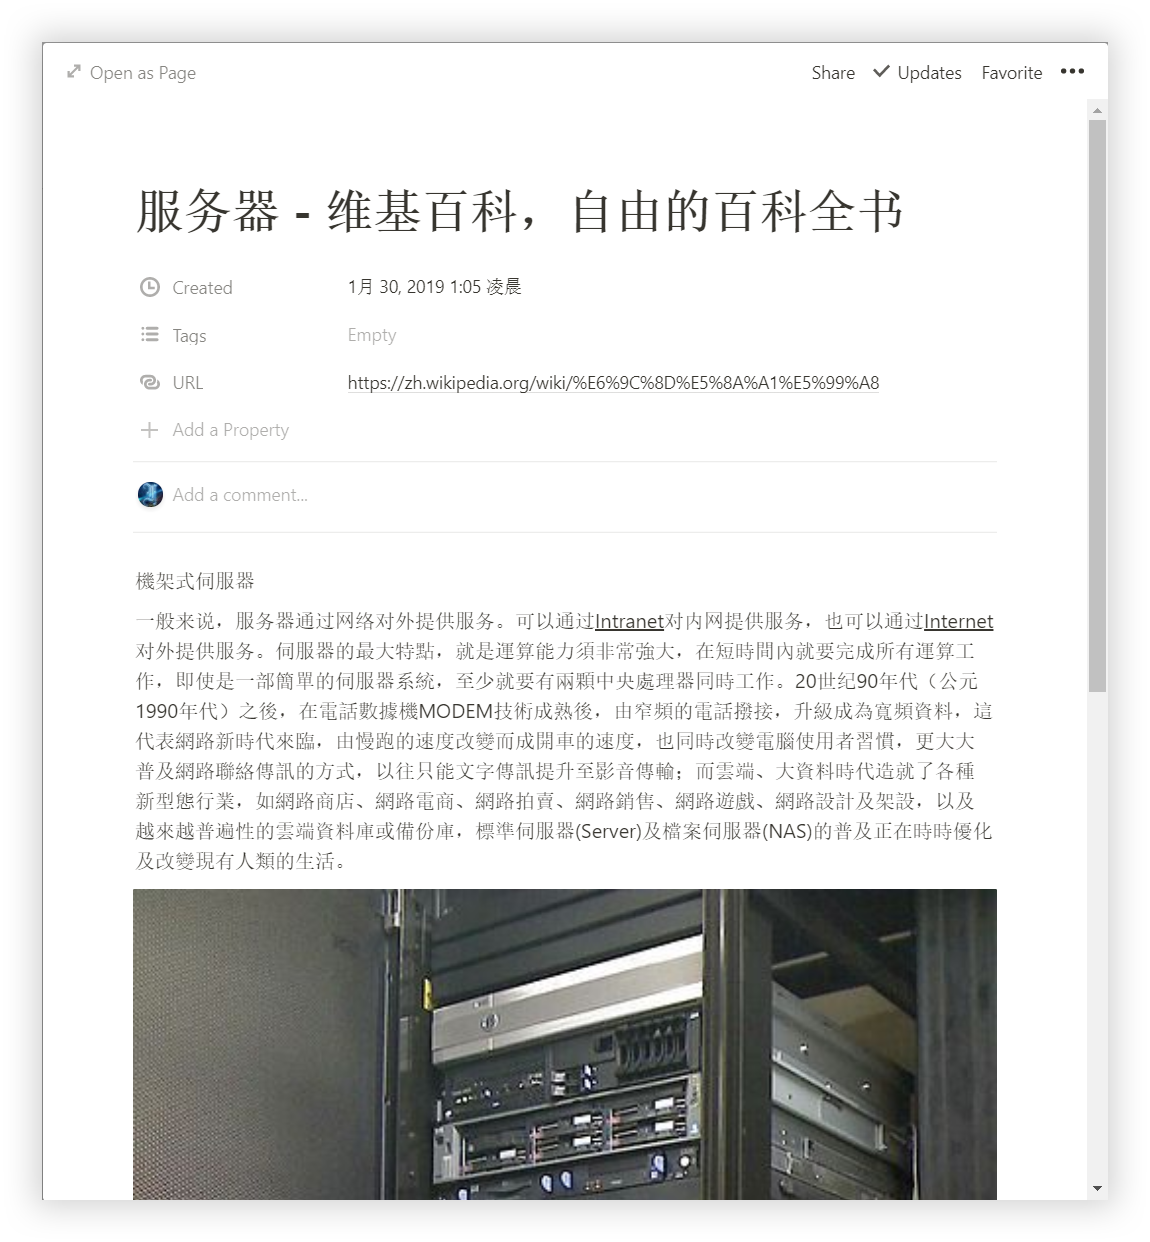 Open as Page
Share
Updates
Favorite
服务器 - 维基百科，自由的百科全书
Created
1月 30, 2019 1:05 凌晨
Tags
Empty
URL
https://zh.wikipedia.org/wiki/%E6%9C%8D%E5%8A%A1%E5%99%A8
Add a Property
Add a comment...
機架式伺服器
一般来说，服务器通过网络对外提供服务。可以通过Intranet对内网提供服务，也可以通过Internet
对外提供服务。伺服器的最大特點，就是運算能力須非常強大，在短時間內就要完成所有運算工
作，即使是一部簡單的伺服器系統，至少就要有兩顆中央處理器同時工作。20世纪90年代（公元
1990年代）之後，在電話數據機MODEM技術成熟後，由窄頻的電話撥接，升級成為寬頻資料，這
代表網路新時代來臨，由慢跑的速度改變而成開車的速度，也同時改變電腦使用者習慣，更大大
普及網路聯絡傳訊的方式，以往只能文字傳訊提升至影音傳輸；而雲端、大資料時代造就了各種
新型態行業，如網路商店、網路電商、網路拍賣、網路銷售、網路遊戲、網路設計及架設，以及
越來越普遍性的雲端資料庫或備份庫，標準伺服器(Server)及檔案伺服器(NAS)的普及正在時時優化
及改變現有人類的生活。